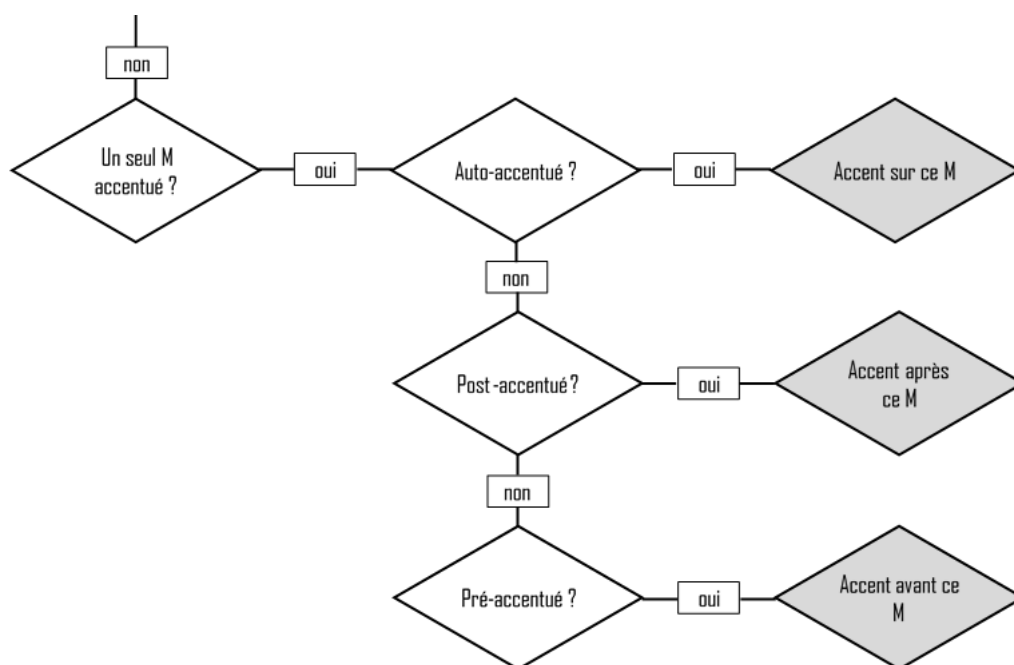 non
Un seul M
accentué ?
oui
Auto-accentué ?
oui
Accent sur ce M
non
Post-accentué ?
oui
Accent après
ce M
non
Pré-accentué ?
oui
Accent avant ce
M